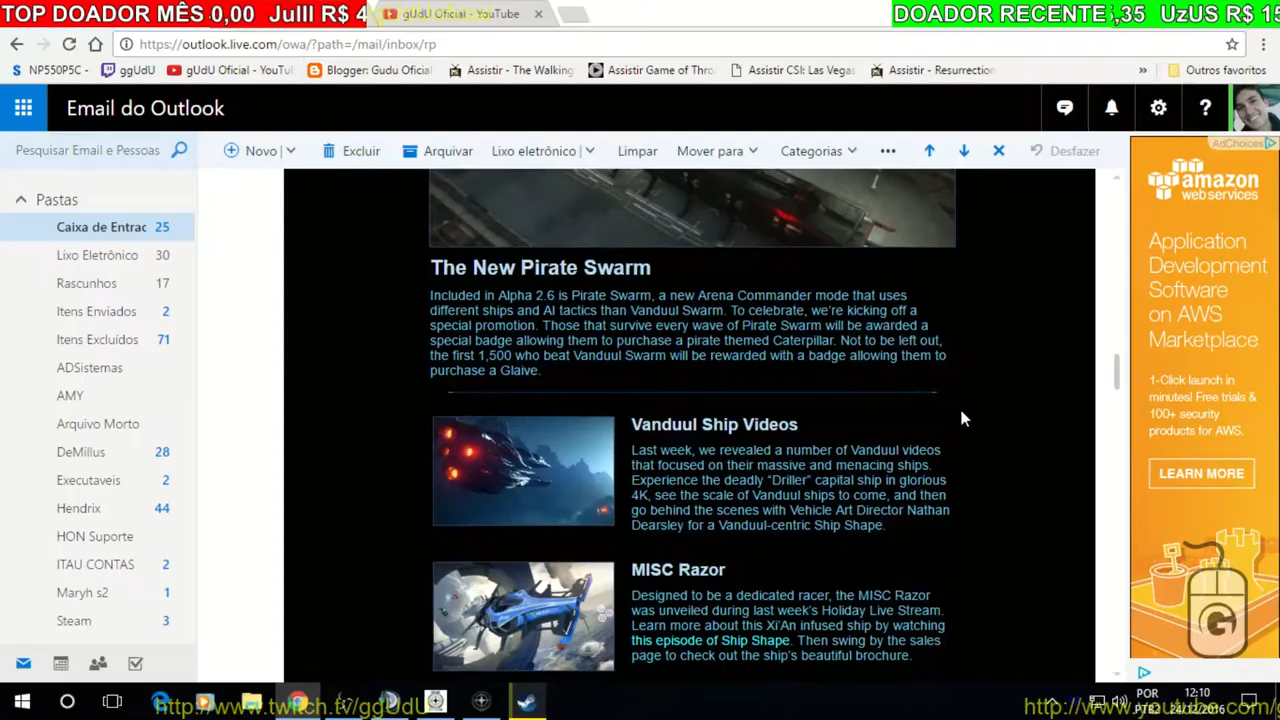 TOP DOADOR MÊS 0,00 Julll R$ 4
gUdU Oficial - YouTube
DOADOR RECENTE ,35 UzUS R$ 15
https://outlook.live.com/owa/?path=/mail/inbox/rp
NP550P5C -
ggUdU
gUdU Oficial - YouTul
Blogger: Gudu Oficial
Assistir - The Walking
Assistir Game of Thro
Assistir CSI: Las Vegas
Assistir - Resurrection
»
Outros favoritos
Email do Outlook
Pesquisar Email e Pessoas
Novo
Excluir
Arquivar
Lixo eletrônico
Limpar
Mover para
Categorias
Desfazer
Pastas
Caixa de Entrac 25
Lixo Eletrônico 30
Rascunhos 17
Itens Enviados 2
Itens Excluídos 71
ADSistemas
AMY
Arquivo Morto
DeMillus 28
Executaveis 2
Hendrix 44
HON Suporte
ITAU CONTAS 2
Maryh s2 1
Steam 3
The New Pirate Swarm
Included in Alpha 2.6 is Pirate Swarm, a new Arena Commander mode that uses
different ships and AI tactics than Vanduul Swarm. To celebrate, we're kicking off a
special promotion. Those that survive every wave of Pirate Swarm will be awarded a
special badge allowing them to purchase a pirate themed Caterpillar. Not to be left out,
the first 1,500 who beat Vanduul Swarm will be rewarded with a badge allowing them to
purchase a Glaive.
Vanduul Ship Videos
Last week, we revealed a number of Vanduul videos
that focused on their massive and menacing ships.
Experience the deadly “Driller” capital ship in glorious
4K, see the scale of Vanduul ships to come, and then
go behind the scenes with Vehicle Art Director Nathan
Dearsley for a Vanduul-centric Ship Shape.
MISC Razor
Designed to be a dedicated racer, the MISC Razor
was unveiled during last week's Holiday Live Stream.
Learn more about this Xi'An infused ship by watching
this episode of Ship Shape. Then swing by the sales
page to check out the ship's beautiful brochure.
AdChoices
amazon
web services
Application
Development
Software
on AWS
Marketplace
1-Click launch in
minutes! Free trials &
100+ security
products for AWS.
LEARN MORE
G
http://www.twitch.tv/ggUdU
POR
PTB2
12:10
24/12/2016
http://www.youtube.com/g